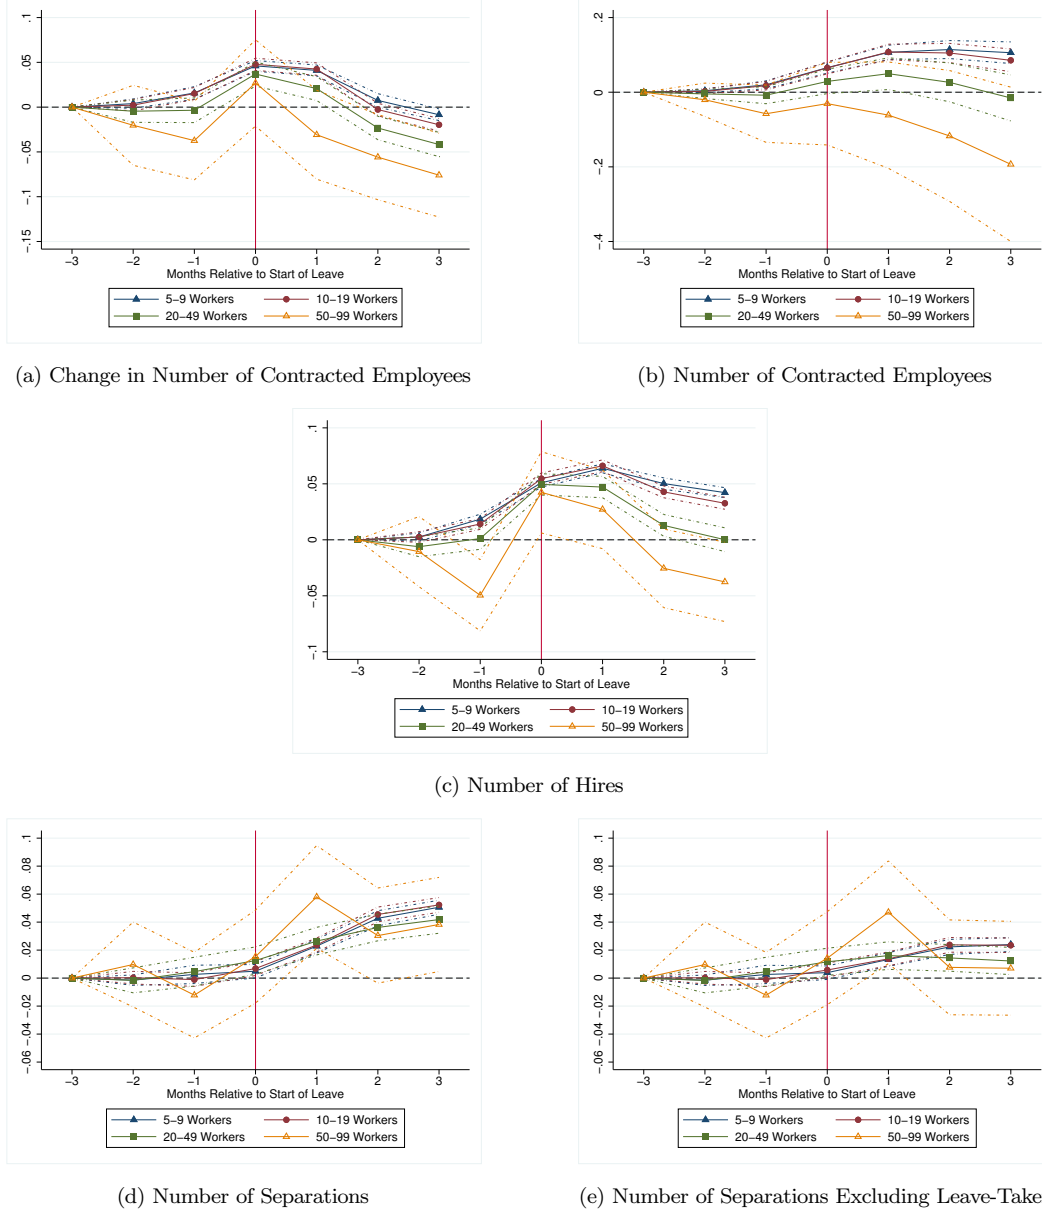 .1
.05
0
−.05
−.1
−.15
−3 −2 −1 0 1 2 3
Months Relative to Start of Leave
5−9 Workers 10−19 Workers
20−49 Workers 50−99 Workers
(a) Change in Number of Contracted Employees
.2
0
−.2
−.4
−3 −2 −1 0 1 2 3
Months Relative to Start of Leave
5−9 Workers 10−19 Workers
20−49 Workers 50−99 Workers
(b) Number of Contracted Employees
.1
.05
0
−.05
−.1
−3 −2 −1 0 1 2 3
Months Relative to Start of Leave
5−9 Workers 10−19 Workers
20−49 Workers 50−99 Workers
(c) Number of Hires
.1
.08
.06
.04
.02
0
−.02
−.04
−.06
−3 −2 −1 0 1 2 3
Months Relative to Start of Leave
5−9 Workers 10−19 Workers
20−49 Workers 50−99 Workers
(d) Number of Separations
.1
.08
.06
.04
.02
0
−.02
−.04
−.06
−3 −2 −1 0 1 2 3
Months Relative to Start of Leave
5−9 Workers 10−19 Workers
20−49 Workers 50−99 Workers
(e) Number of Separations Excluding Leave-Take